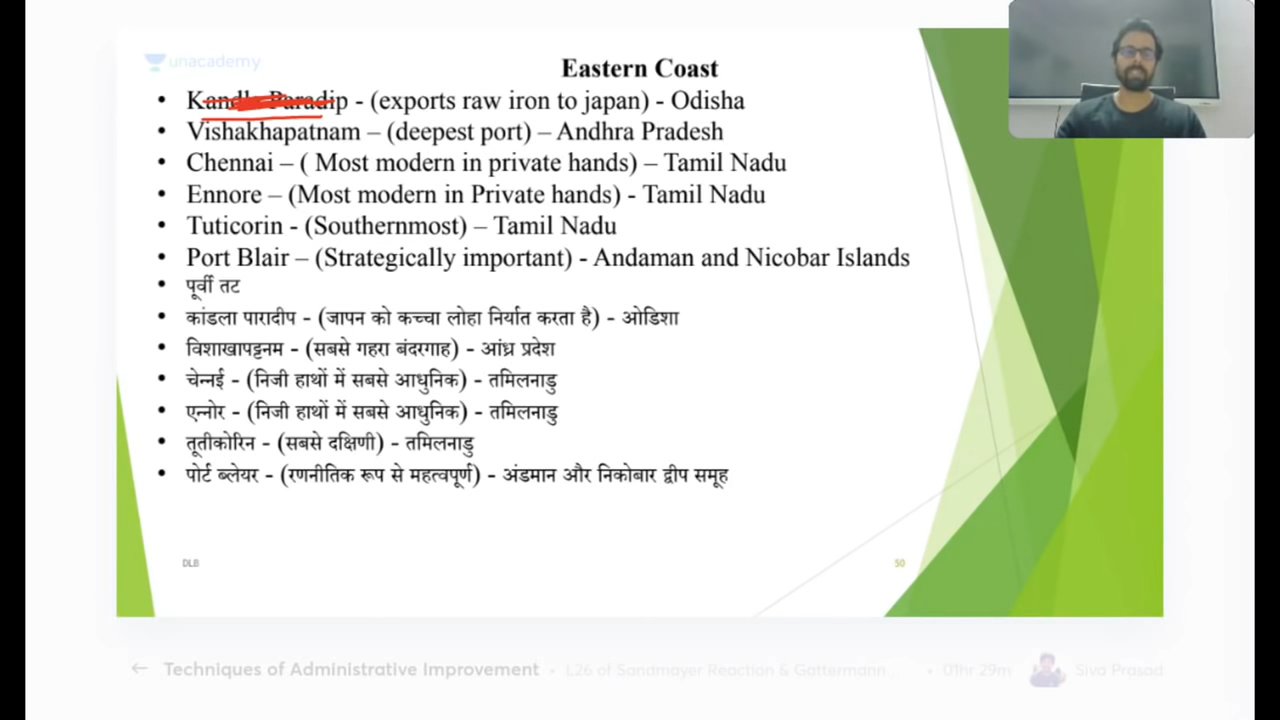 unacademy
Eastern Coast
• Kandla Paradip - (exports raw iron to japan) - Odisha
• Vishakhapatnam – (deepest port) – Andhra Pradesh
• Chennai – ( Most modern in private hands) – Tamil Nadu
• Ennore – (Most modern in Private hands) - Tamil Nadu
• Tuticorin - (Southernmost) – Tamil Nadu
• Port Blair – (Strategically important) - Andaman and Nicobar Islands
• पूर्वी तट
• कांडला पारादीप - (जापन को कच्चा लोहा निर्यात करता है) - ओडिशा
• विशाखापट्टनम - (सबसे गहरा बंदरगाह) - आंध्र प्रदेश
• चेन्नई - (निजी हाथों में सबसे आधुनिक) - तमिलनाडु
• एन्नोर - (निजी हाथों में सबसे आधुनिक) - तमिलनाडु
• तूतीकोरिन - (सबसे दक्षिणी) - तमिलनाडु
• पोर्ट ब्लेयर - (रणनीतिक रूप से महत्वपूर्ण) - अंडमान और निकोबार द्वीप समूह
DLB 50
← Techniques of Administrative Improvement • L26 of Sandmayer Reaction & Gattermann ... • 01hr 29m Siva Prasad